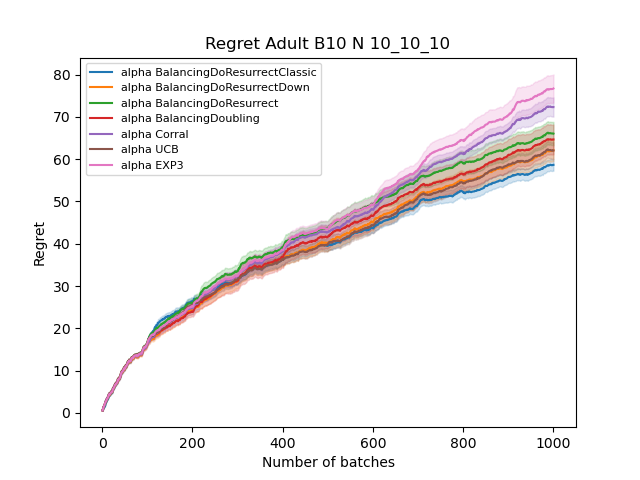 Regret Adult B10 N 10_10_10
80
70
60
50
40
30
20
10
0
Regret
alpha BalancingDoResurrectClassic
alpha BalancingDoResurrectDown
alpha BalancingDoResurrect
alpha BalancingDoubling
alpha Corral
alpha UCB
alpha EXP3
0 200 400 600 800 1000
Number of batches